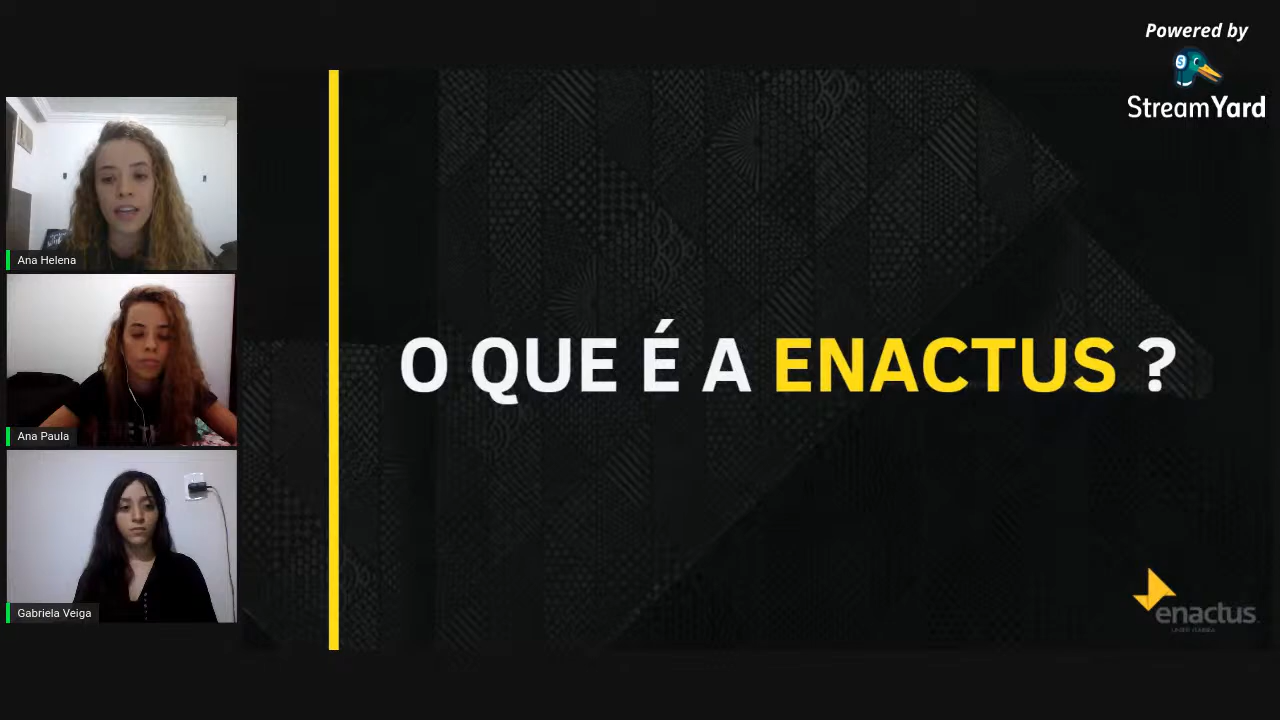 Powered by
StreamYard
Ana Helena
Ana Paula
Gabriela Veiga
O QUE É A ENACTUS ?
enactus